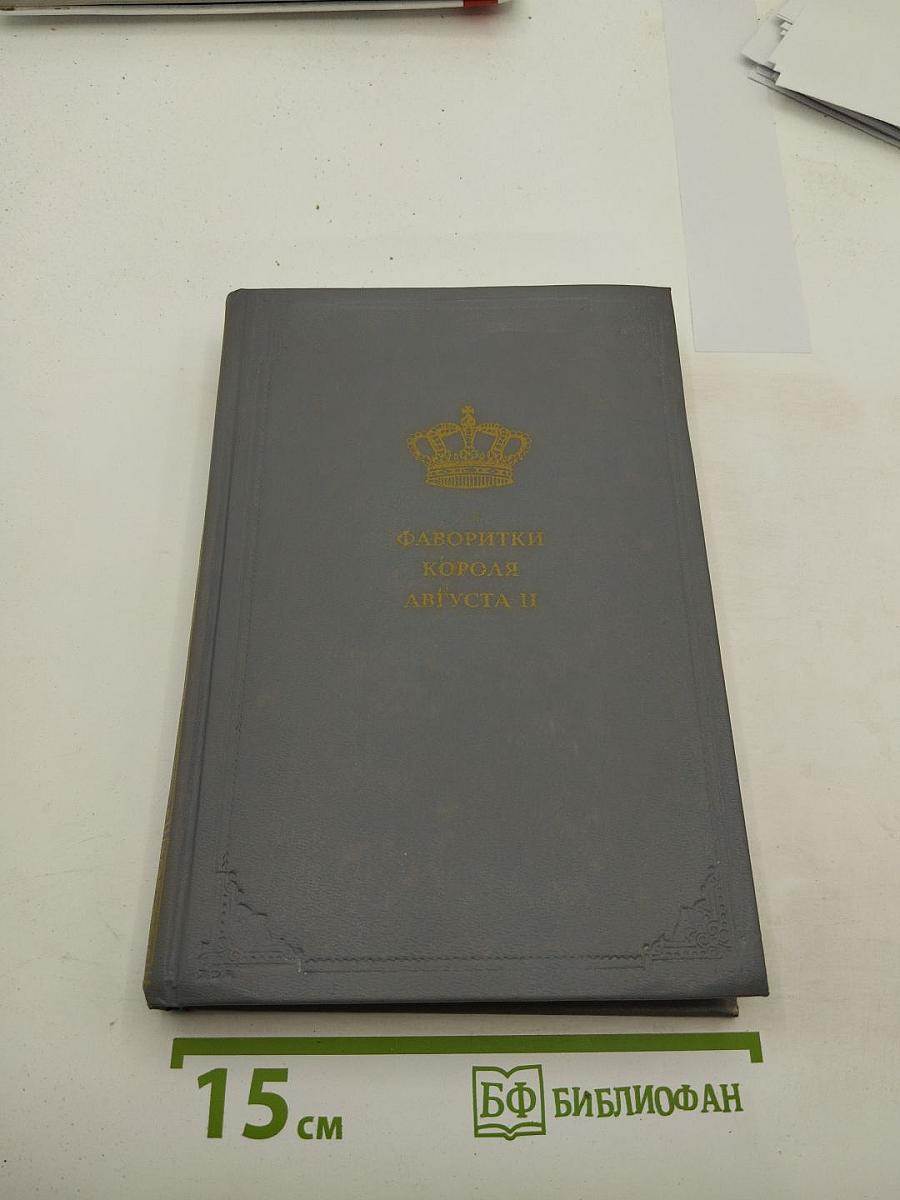 ФАВОРИТКИ
КОРОЛЯ
АВГУСТА II
15 см
БФ БИБЛИОФАН